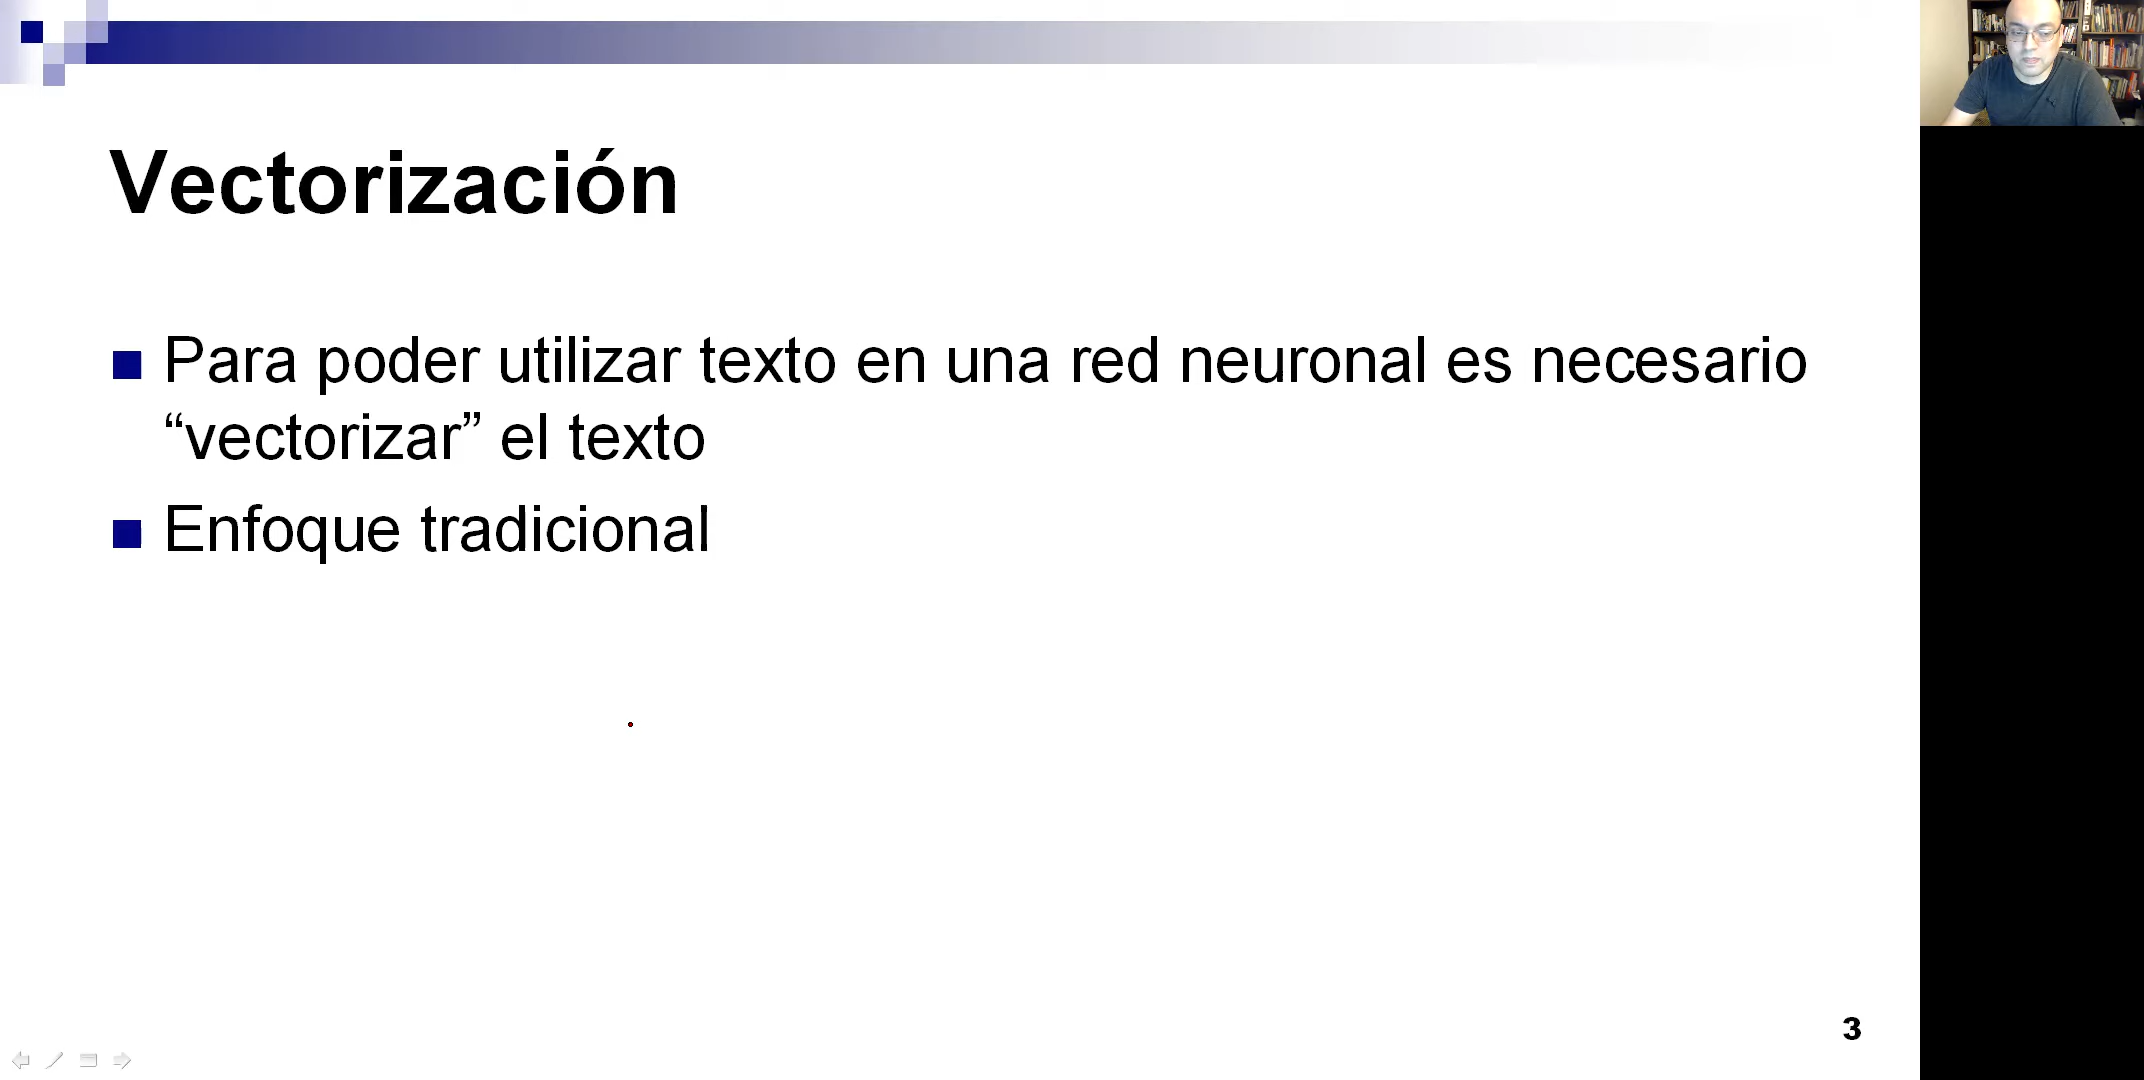 Vectorización
Para poder utilizar texto en una red neuronal es necesario
“vectorizar” el texto
Enfoque tradicional
3